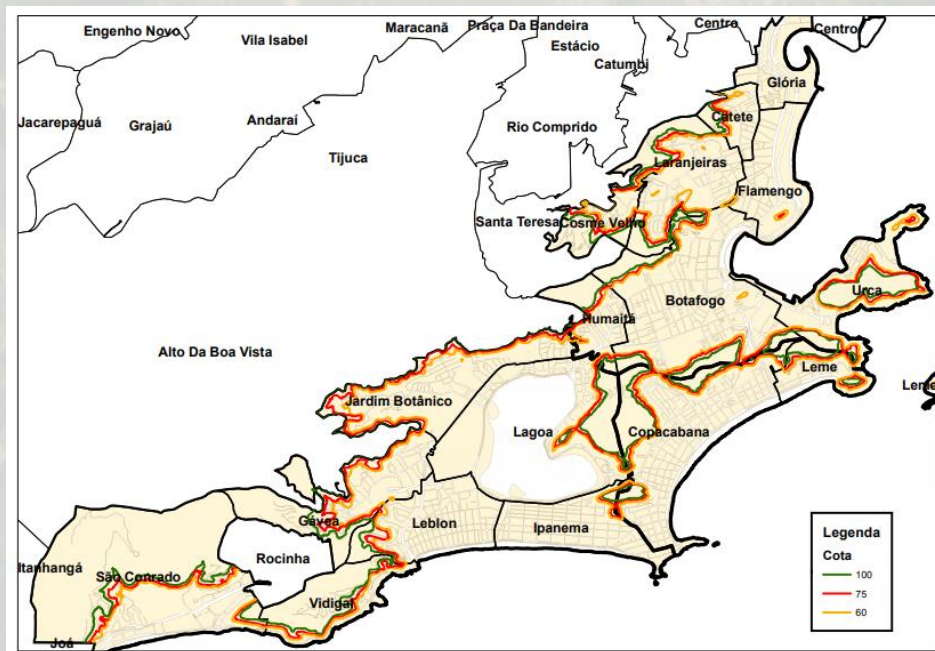 Engenho Novo
Vila Isabel
Maracanã
Praça Da Bandeira
Centro
Centro
Estácio
Catumbi
Glória
Jacarepaguá
Grajaú
Andaraí
Rio Comprido
Catete
Tijuca
Laranjeiras
Flamengo
Santa Teresa
Cosme Velho
Urca
Botafogo
Humaitá
Alto Da Boa Vista
Leme
Leme
Jardim Botânico
Lagoa
Copacabana
Gávea
Leblon
Ipanema
Rocinha
Itanhangá
São Conrado
Vidigal
Joá
Legenda
Cota
100
75
60